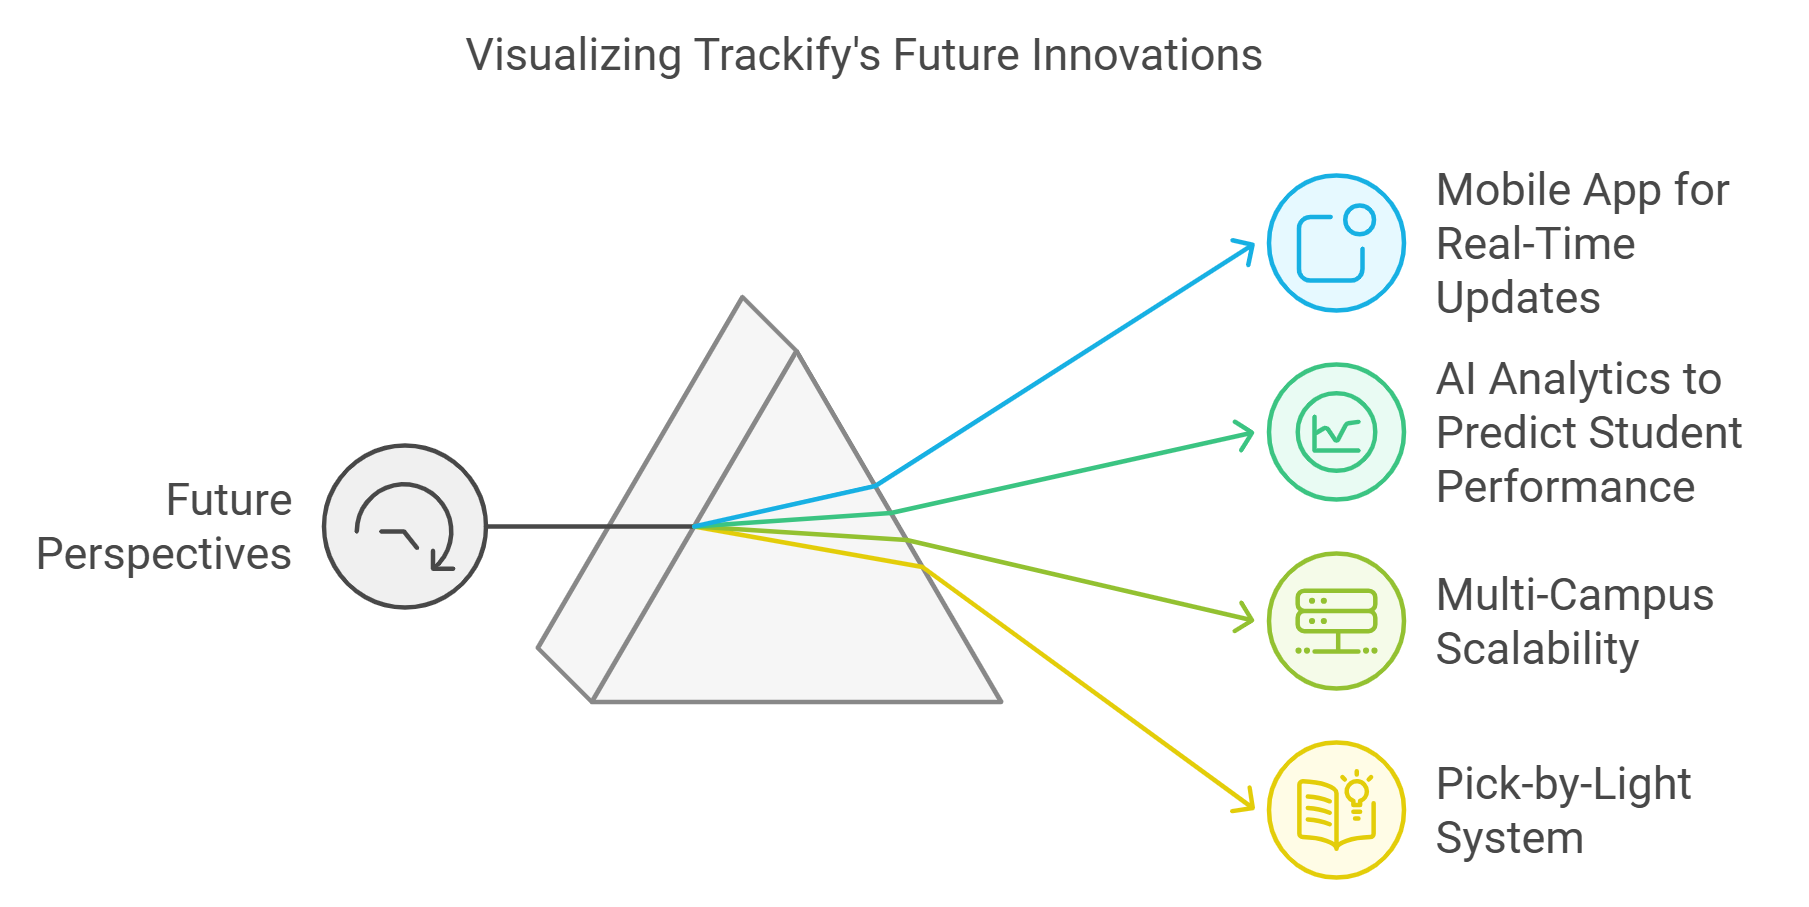 Visualizing Trackify's Future Innovations
Future
Perspectives
Mobile App for
Real-Time
Updates
AI Analytics to
Predict Student
Performance
Multi-Campus
Scalability
Pick-by-Light
System